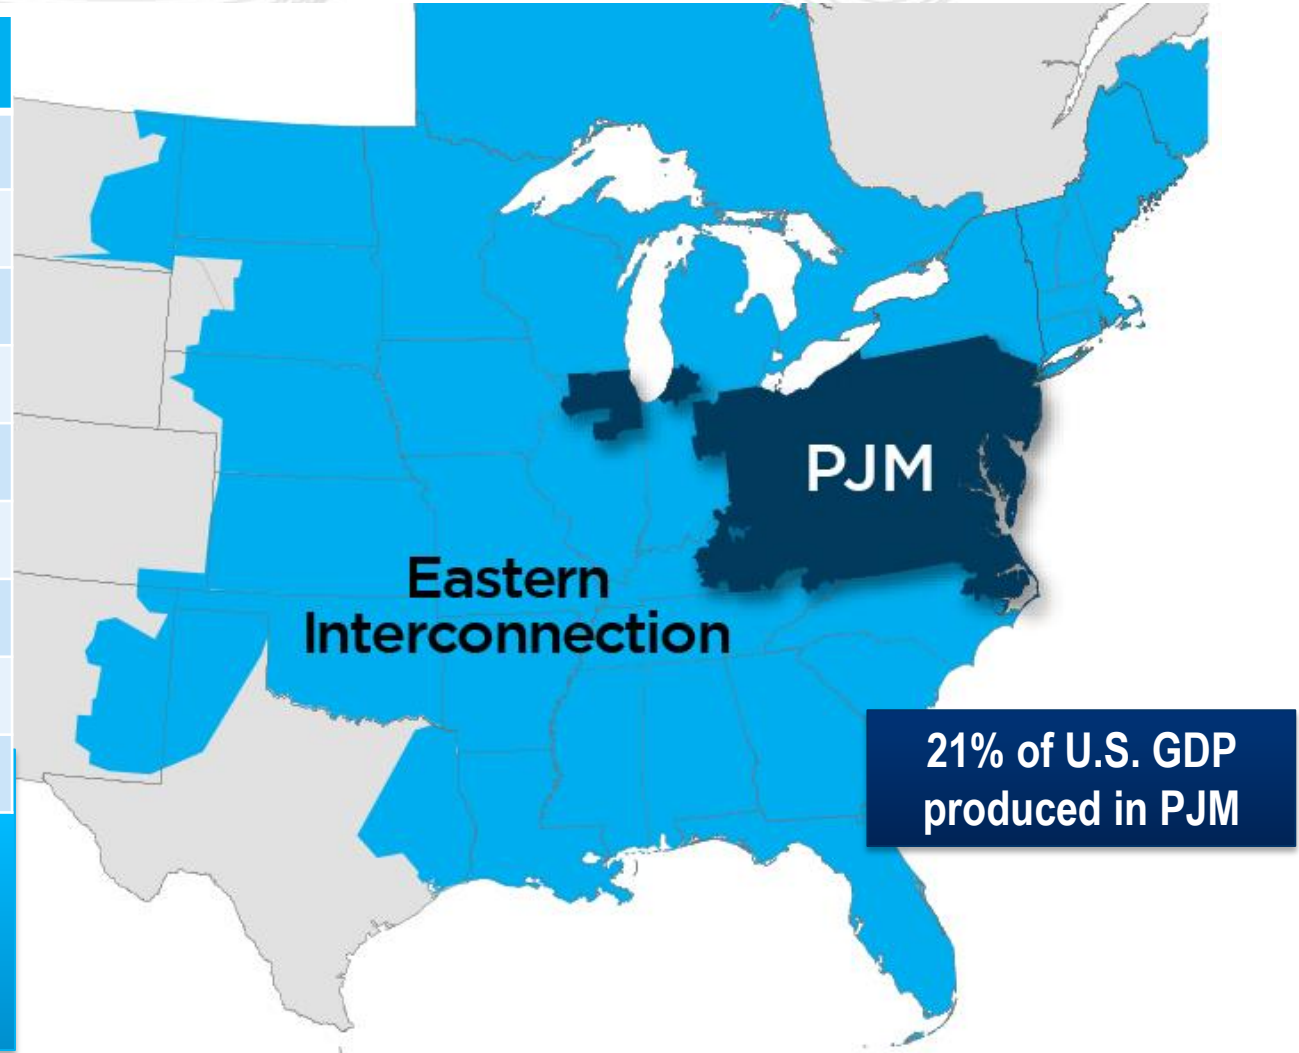 PJM
Eastern
Interconnection
21% of U.S. GDP
produced in PJM